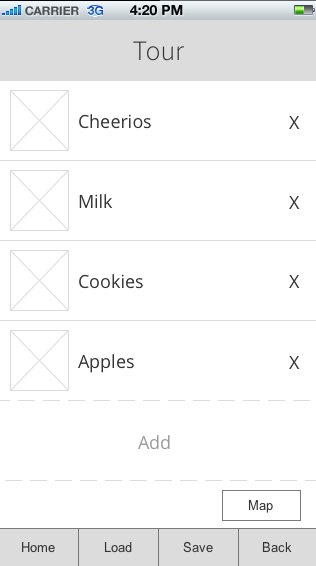 CARRIER 3G 4:20 PM
Tour
Cheerios X
Milk X
Cookies X
Apples X
Add
Map
Home Load Save Back